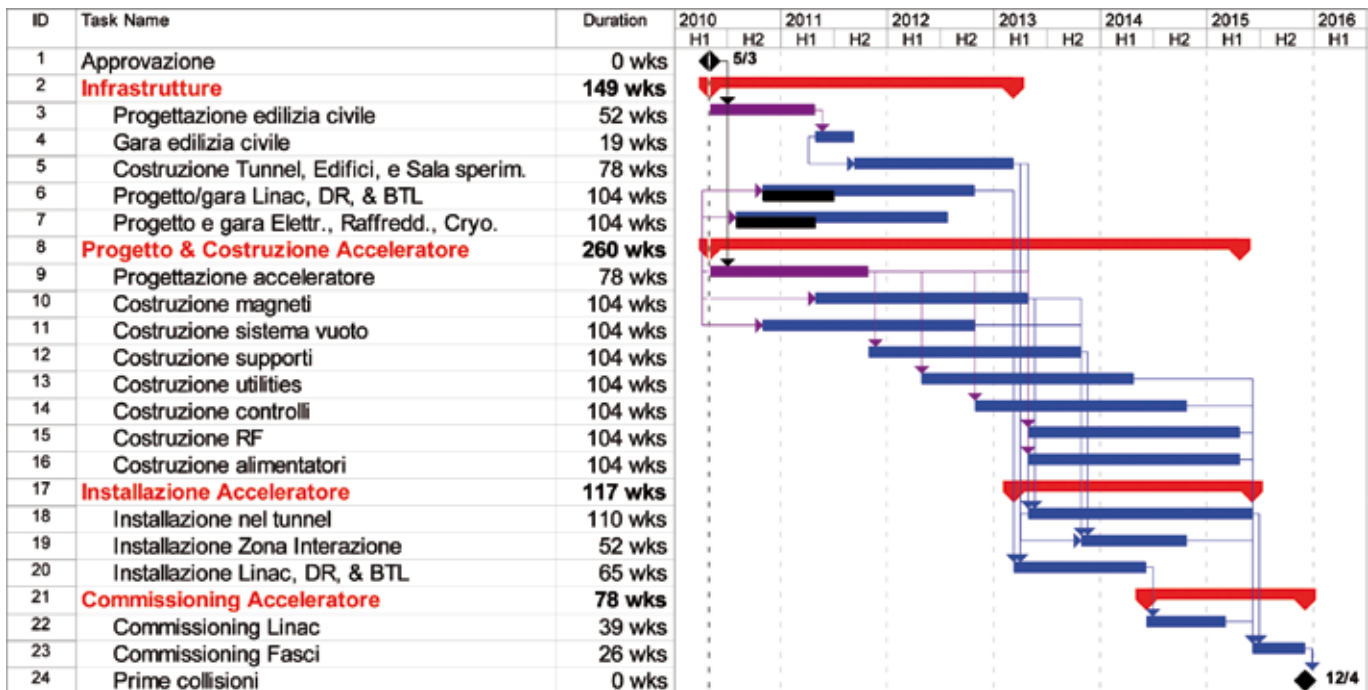 ID Task Name Duration 2010 2011 2012 2013 2014 2015 2016
H1 H2 H1 H2 H1 H2 H1 H2 H1 H2 H1 H2 H1
1 Approvazione 0 wks 5/3
2 Infrastrutture 149 wks
3 Progettazione edilizia civile 52 wks
4 Gara edilizia civile 19 wks
5 Costruzione Tunnel, Edifici, e Sala sperim. 78 wks
6 Progetto/gara Linac, DR, & BTL 104 wks
7 Progetto e gara Elettr., Raffredd., Cryo. 104 wks
8 Progetto & Costruzione Acceleratore 260 wks
9 Progettazione acceleratore 78 wks
10 Costruzione magneti 104 wks
11 Costruzione sistema vuoto 104 wks
12 Costruzione supporti 104 wks
13 Costruzione utilities 104 wks
14 Costruzione controlli 104 wks
15 Costruzione RF 104 wks
16 Costruzione alimentatori 104 wks
17 Installazione Acceleratore 117 wks
18 Installazione nel tunnel 110 wks
19 Installazione Zona Interazione 52 wks
20 Installazione Linac, DR, & BTL 65 wks
21 Commissioning Acceleratore 78 wks
22 Commissioning Linac 39 wks
23 Commissioning Fasci 26 wks
24 Prime collisioni 0 wks 12/4